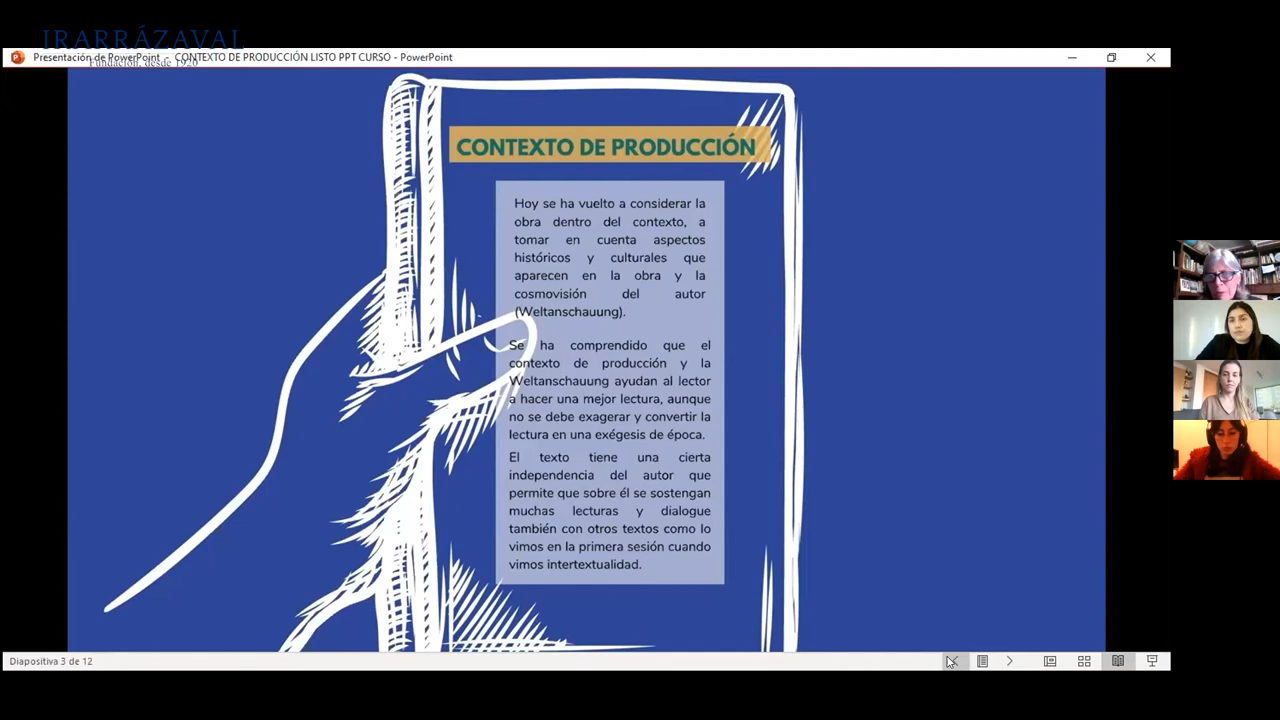 IRARRÁZAVAL
Presentación de PowerPoint - CONTEXTO DE PRODUCCIÓN LISTO PPT CURSO - PowerPoint
Fundación, desde 1920
CONTEXTO DE PRODUCCIÓN
Hoy se ha vuelto a considerar la
obra dentro del contexto, a
tomar en cuenta aspectos
históricos y culturales que
aparecen en la obra y la
cosmovisión del autor
(Weltanschauung).
Se ha comprendido que el
contexto de producción y la
Weltanschauung ayudan al lector
a hacer una mejor lectura, aunque
no se debe exagerar y convertir la
lectura en una exégesis de época.
El texto tiene una cierta
independencia del autor que
permite que sobre él se sostengan
muchas lecturas y dialogue
también con otros textos como lo
vimos en la primera sesión cuando
vimos intertextualidad.
Diapositiva 3 de 12